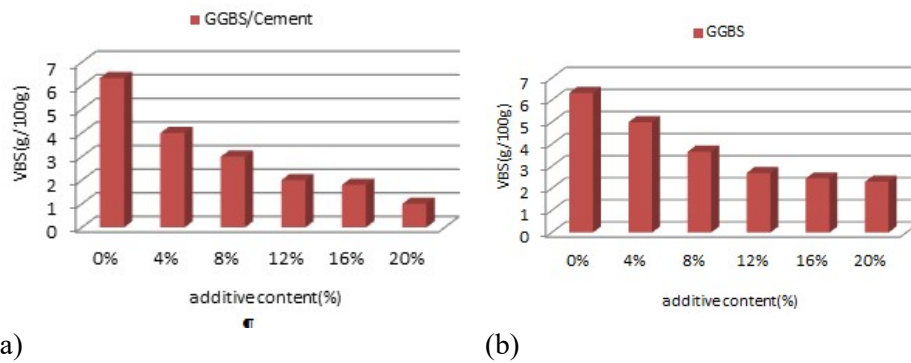 GGBS/Cement
VBS(g/100g)
7
6
5
4
3
2
1
0
0% 4% 8% 12% 16% 20%
additive content(%)
¶
a)
GGBS
VBS(g/100g)
7
6
5
4
3
2
1
0
0% 4% 8% 12% 16% 20%
additive content(%)
(b)